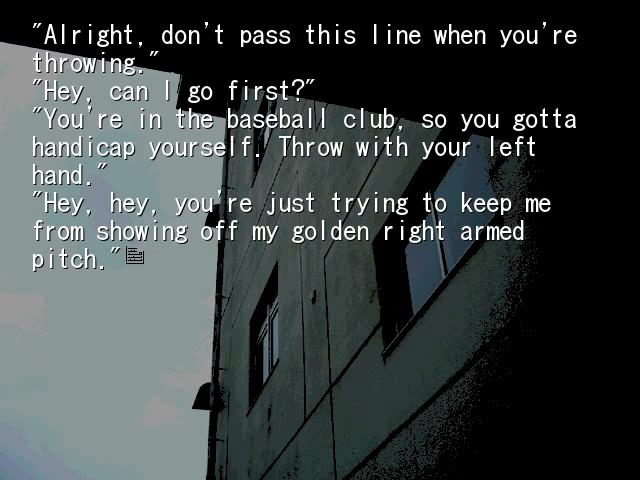 "Alright, don't pass this line when you're
throwing."
"Hey, can I go first?"
"You're in the baseball club, so you gotta
handicap yourself. Throw with your left
hand."
"Hey, hey, you're just trying to keep me
from showing off my golden right armed
pitch."